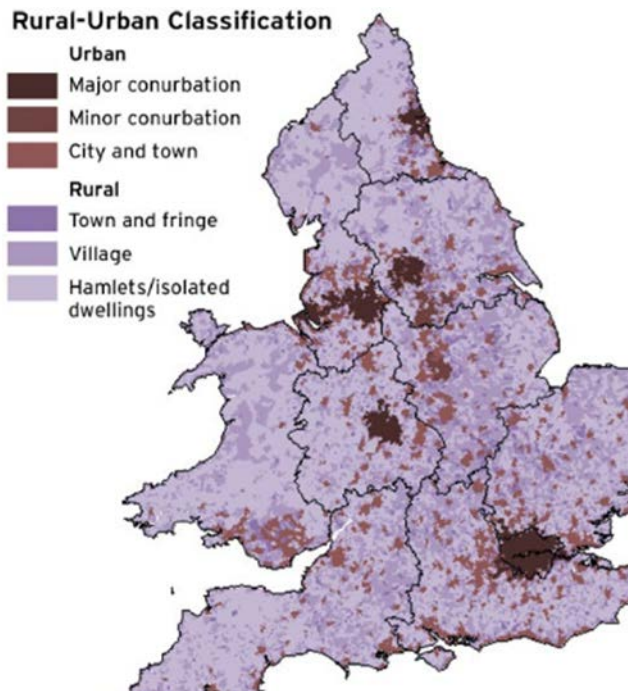 Rural-Urban Classification
Urban
Major conurbation
Minor conurbation
City and town
Rural
Town and fringe
Village
Hamlets/isolated
dwellings